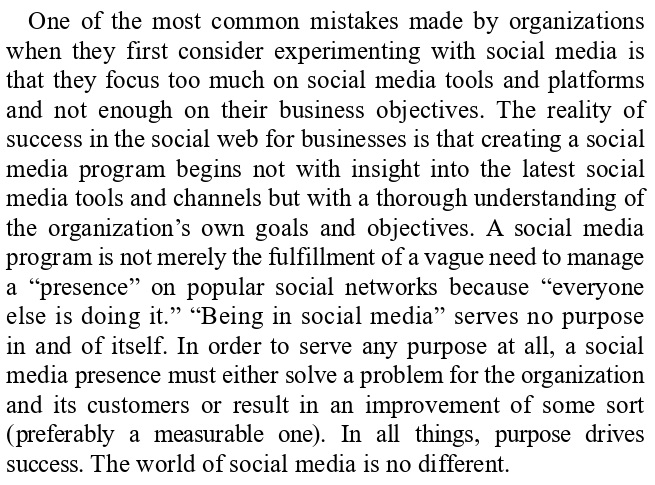 One of the most common mistakes made by organizations
when they first consider experimenting with social media is
that they focus too much on social media tools and platforms
and not enough on their business objectives. The reality of
success in the social web for businesses is that creating a social
media program begins not with insight into the latest social
media tools and channels but with a thorough understanding of
the organization’s own goals and objectives. A social media
program is not merely the fulfillment of a vague need to manage
a “presence” on popular social networks because “everyone
else is doing it.” “Being in social media” serves no purpose
in and of itself. In order to serve any purpose at all, a social
media presence must either solve a problem for the organization
and its customers or result in an improvement of some sort
(preferably a measurable one). In all things, purpose drives
success. The world of social media is no different.